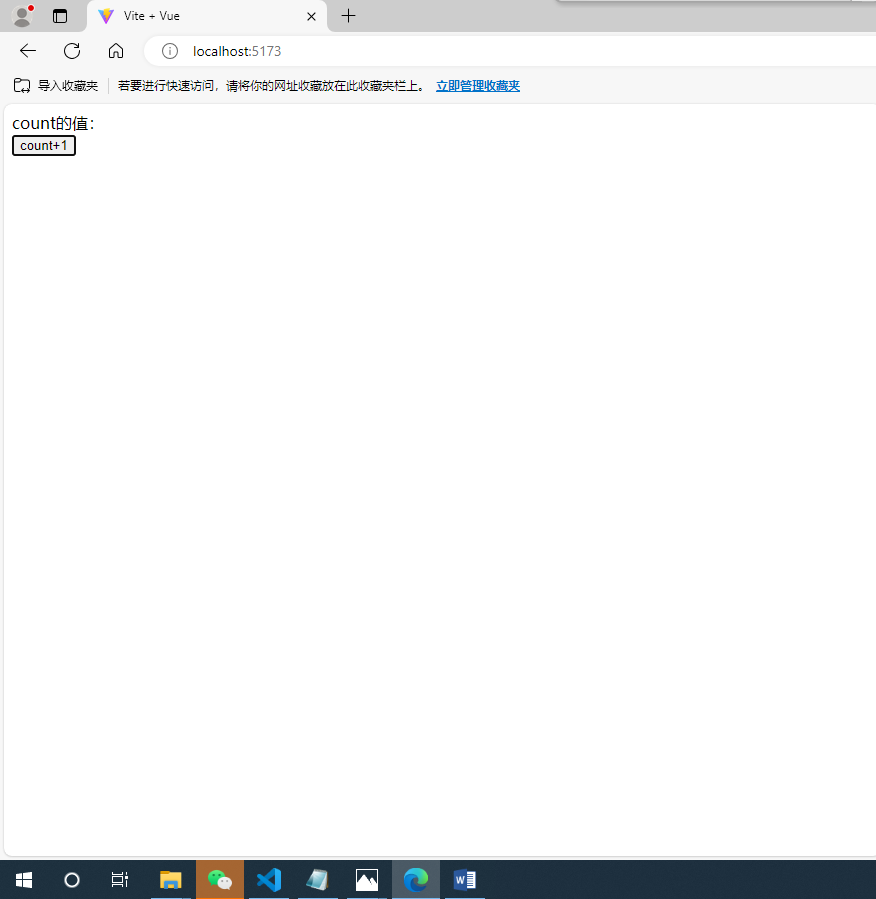 Vite + Vue
localhost:5173
导入收藏夹 若要进行快速访问，请将你的网址收藏放在此收藏夹栏上。 立即管理收藏夹
count的值：
count+1